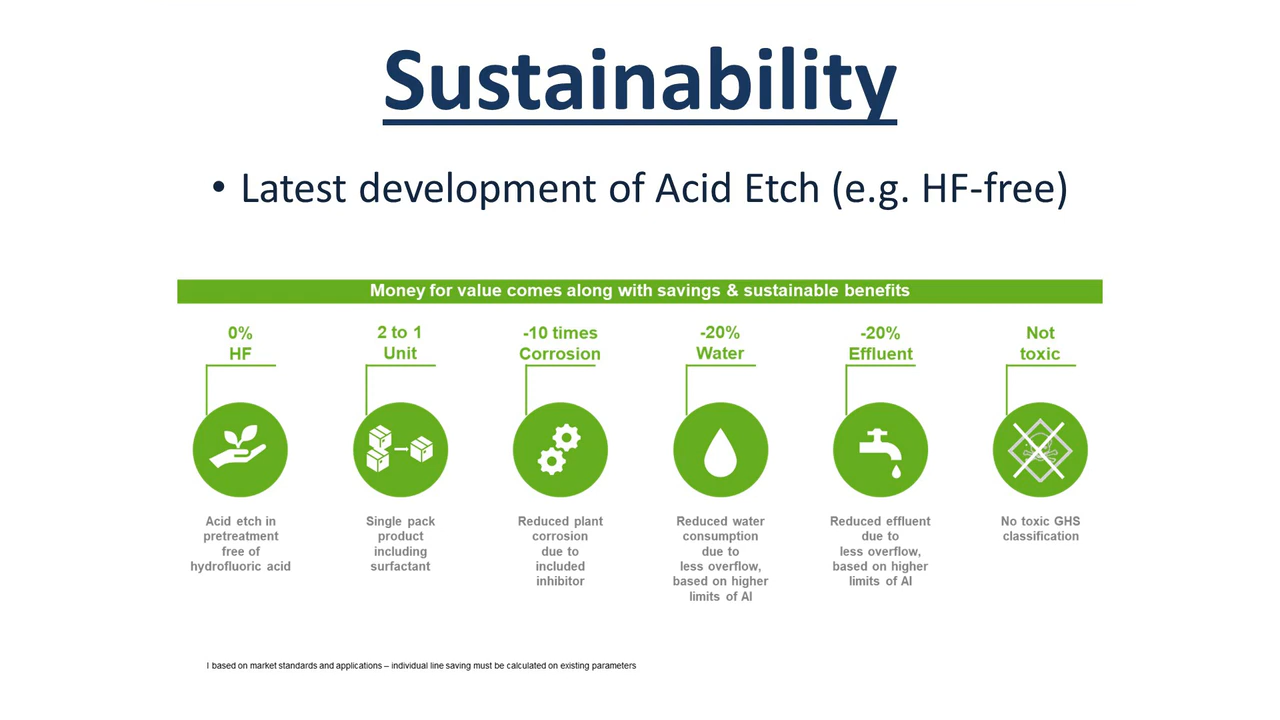 Sustainability
• Latest development of Acid Etch (e.g. HF-free)
Money for value comes along with savings & sustainable benefits
0%
HF
2 to 1
Unit
-10 times
Corrosion
-20%
Water
-20%
Effluent
Not
toxic
Acid etch in
pretreatment
free of
hydrofluoric acid
Single pack
product
including
surfactant
Reduced plant
corrosion
due to
included
inhibitor
Reduced water
consumption
due to
less overflow,
based on higher
limits of Al
Reduced effluent
due to
less overflow,
based on higher
limits of Al
No toxic GHS
classification
I based on market standards and applications – individual line saving must be calculated on existing parameters